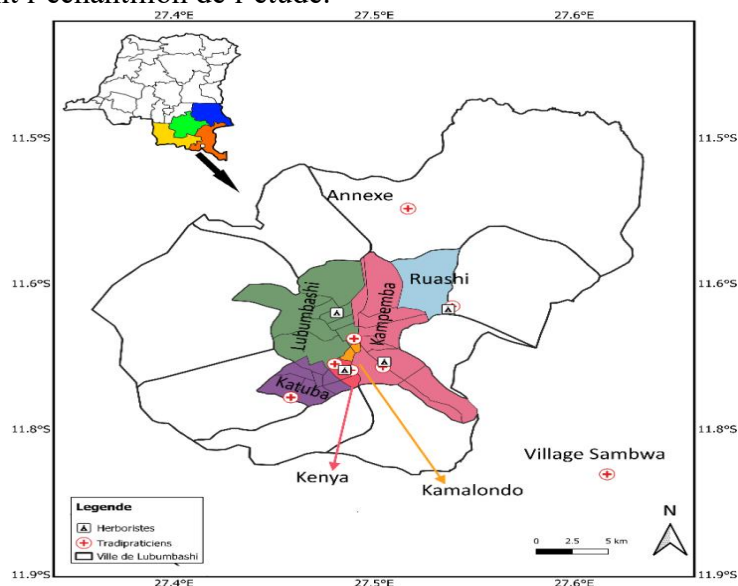 nt l'échantillon de l'étude.
27.4°E 27.5°E 27.6°E
11.5°S 11.5°S
Annexe
11.6°S 11.6°S
Ruashi
Lubumbashi
Kampemba
Katuba
11.8°S 11.8°S
Village Sambwa
Kenya
Kamalondo
N
Legende
Herboristes
Tradipraticiens
Ville de Lubumbashi
0 2.5 5 km
11.9°S 11.9°S
27.4°E 27.5°E 27.6°E